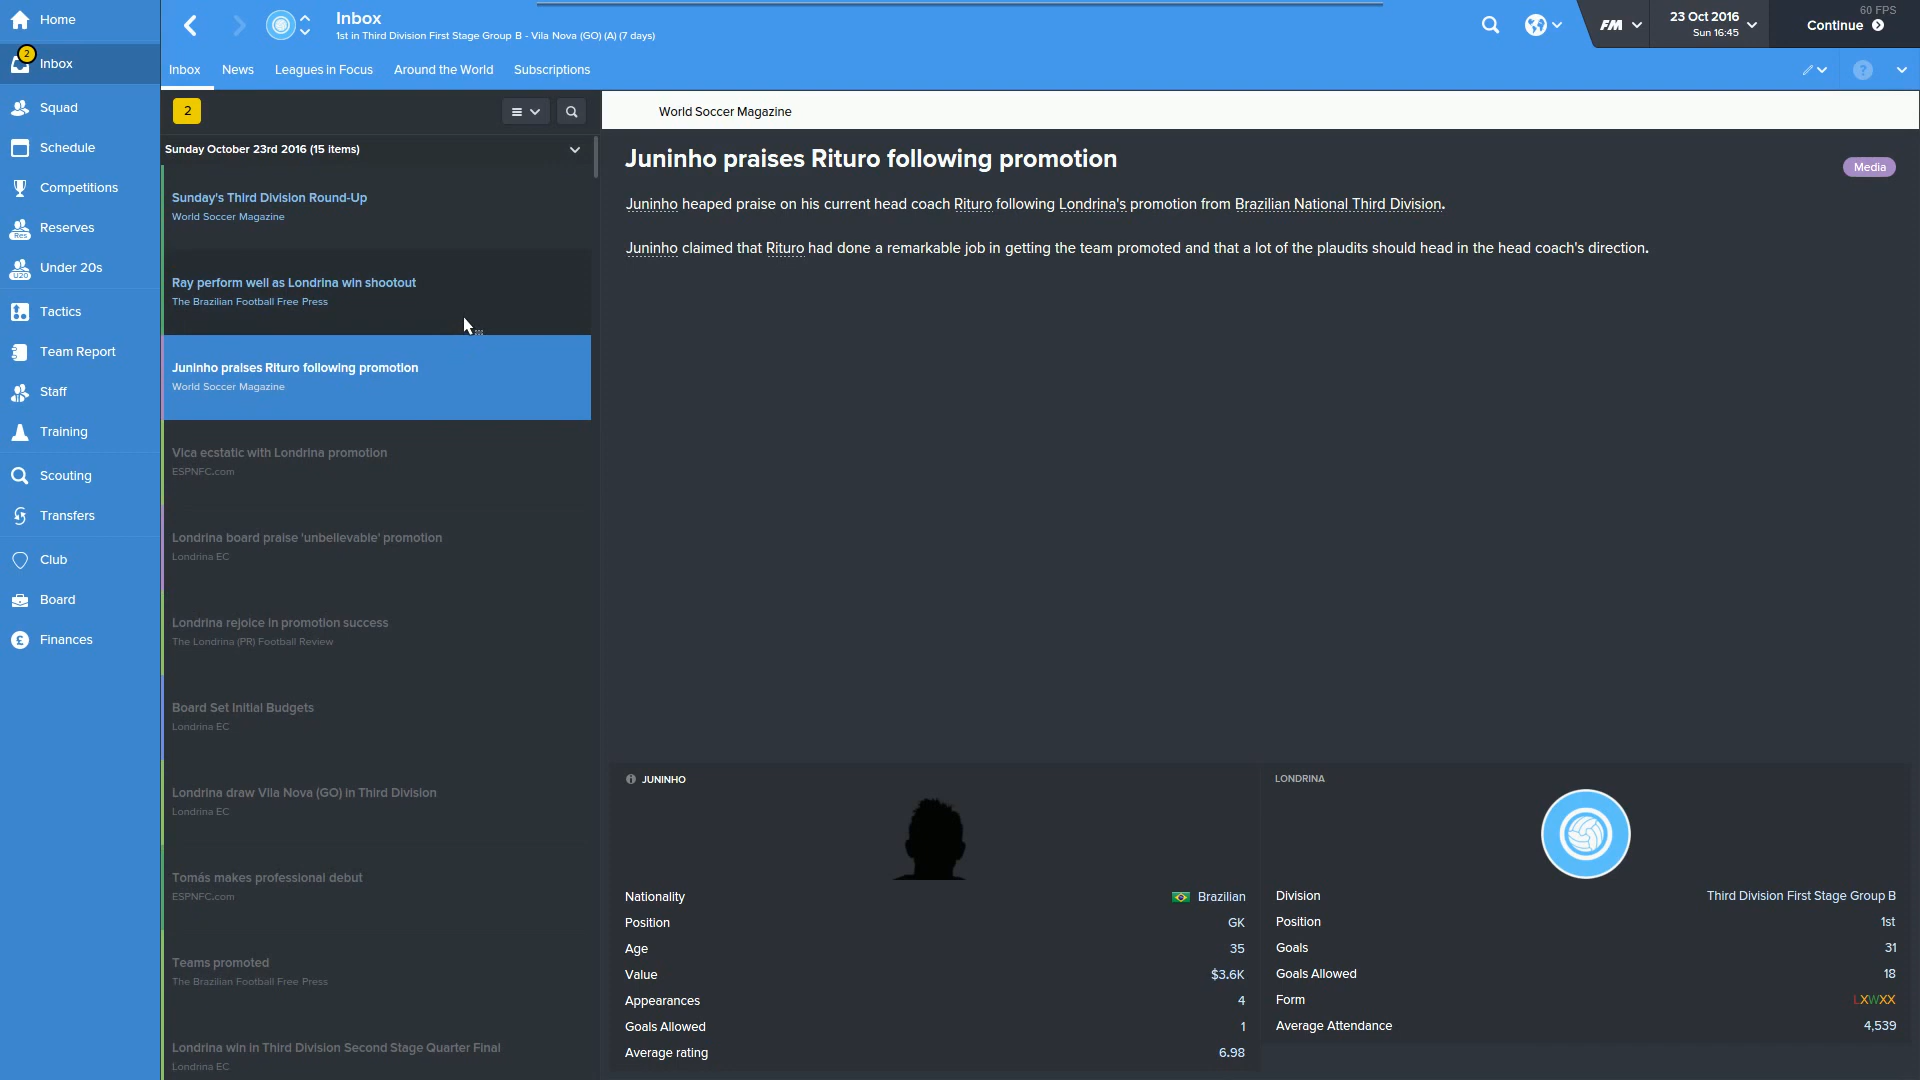 Home
2
Inbox
Squad
Schedule
Competitions
Res
Reserves
U20
Under 20s
Tactics
Team Report
Staff
Training
Scouting
Transfers
Club
Board
Finances
Inbox
1st in Third Division First Stage Group B - Vila Nova (GO) (A) (7 days)
FM
23 Oct 2016
Sun 16:45
60 FPS
Continue
Inbox
News
Leagues in Focus
Around the World
Subscriptions
?
2
Sunday October 23rd 2016 (15 items)
Sunday's Third Division Round-Up
World Soccer Magazine
Ray perform well as Londrina win shootout
The Brazilian Football Free Press
Juninho praises Rituro following promotion
World Soccer Magazine
Vica ecstatic with Londrina promotion
ESPNFC.com
Londrina board praise 'unbelievable' promotion
Londrina EC
Londrina rejoice in promotion success
The Londrina (PR) Football Review
Board Set Initial Budgets
Londrina EC
Londrina draw Vila Nova (GO) in Third Division
Londrina EC
Tomás makes professional debut
ESPNFC.com
Teams promoted
The Brazilian Football Free Press
Londrina win in Third Division Second Stage Quarter Final
Londrina EC
World Soccer Magazine
Juninho praises Rituro following promotion
Media
Juninho heaped praise on his current head coach Rituro following Londrina's promotion from Brazilian National Third Division.
Juninho claimed that Rituro had done a remarkable job in getting the team promoted and that a lot of the plaudits should head in the head coach's direction.
JUNINHO
Nationality Brazilian
Position GK
Age 35
Value $3.6K
Appearances 4
Goals Allowed 1
Average rating 6.98
LONDRINA
Division Third Division First Stage Group B
Position 1st
Goals 31
Goals Allowed 18
Form LXWXX
Average Attendance 4,539